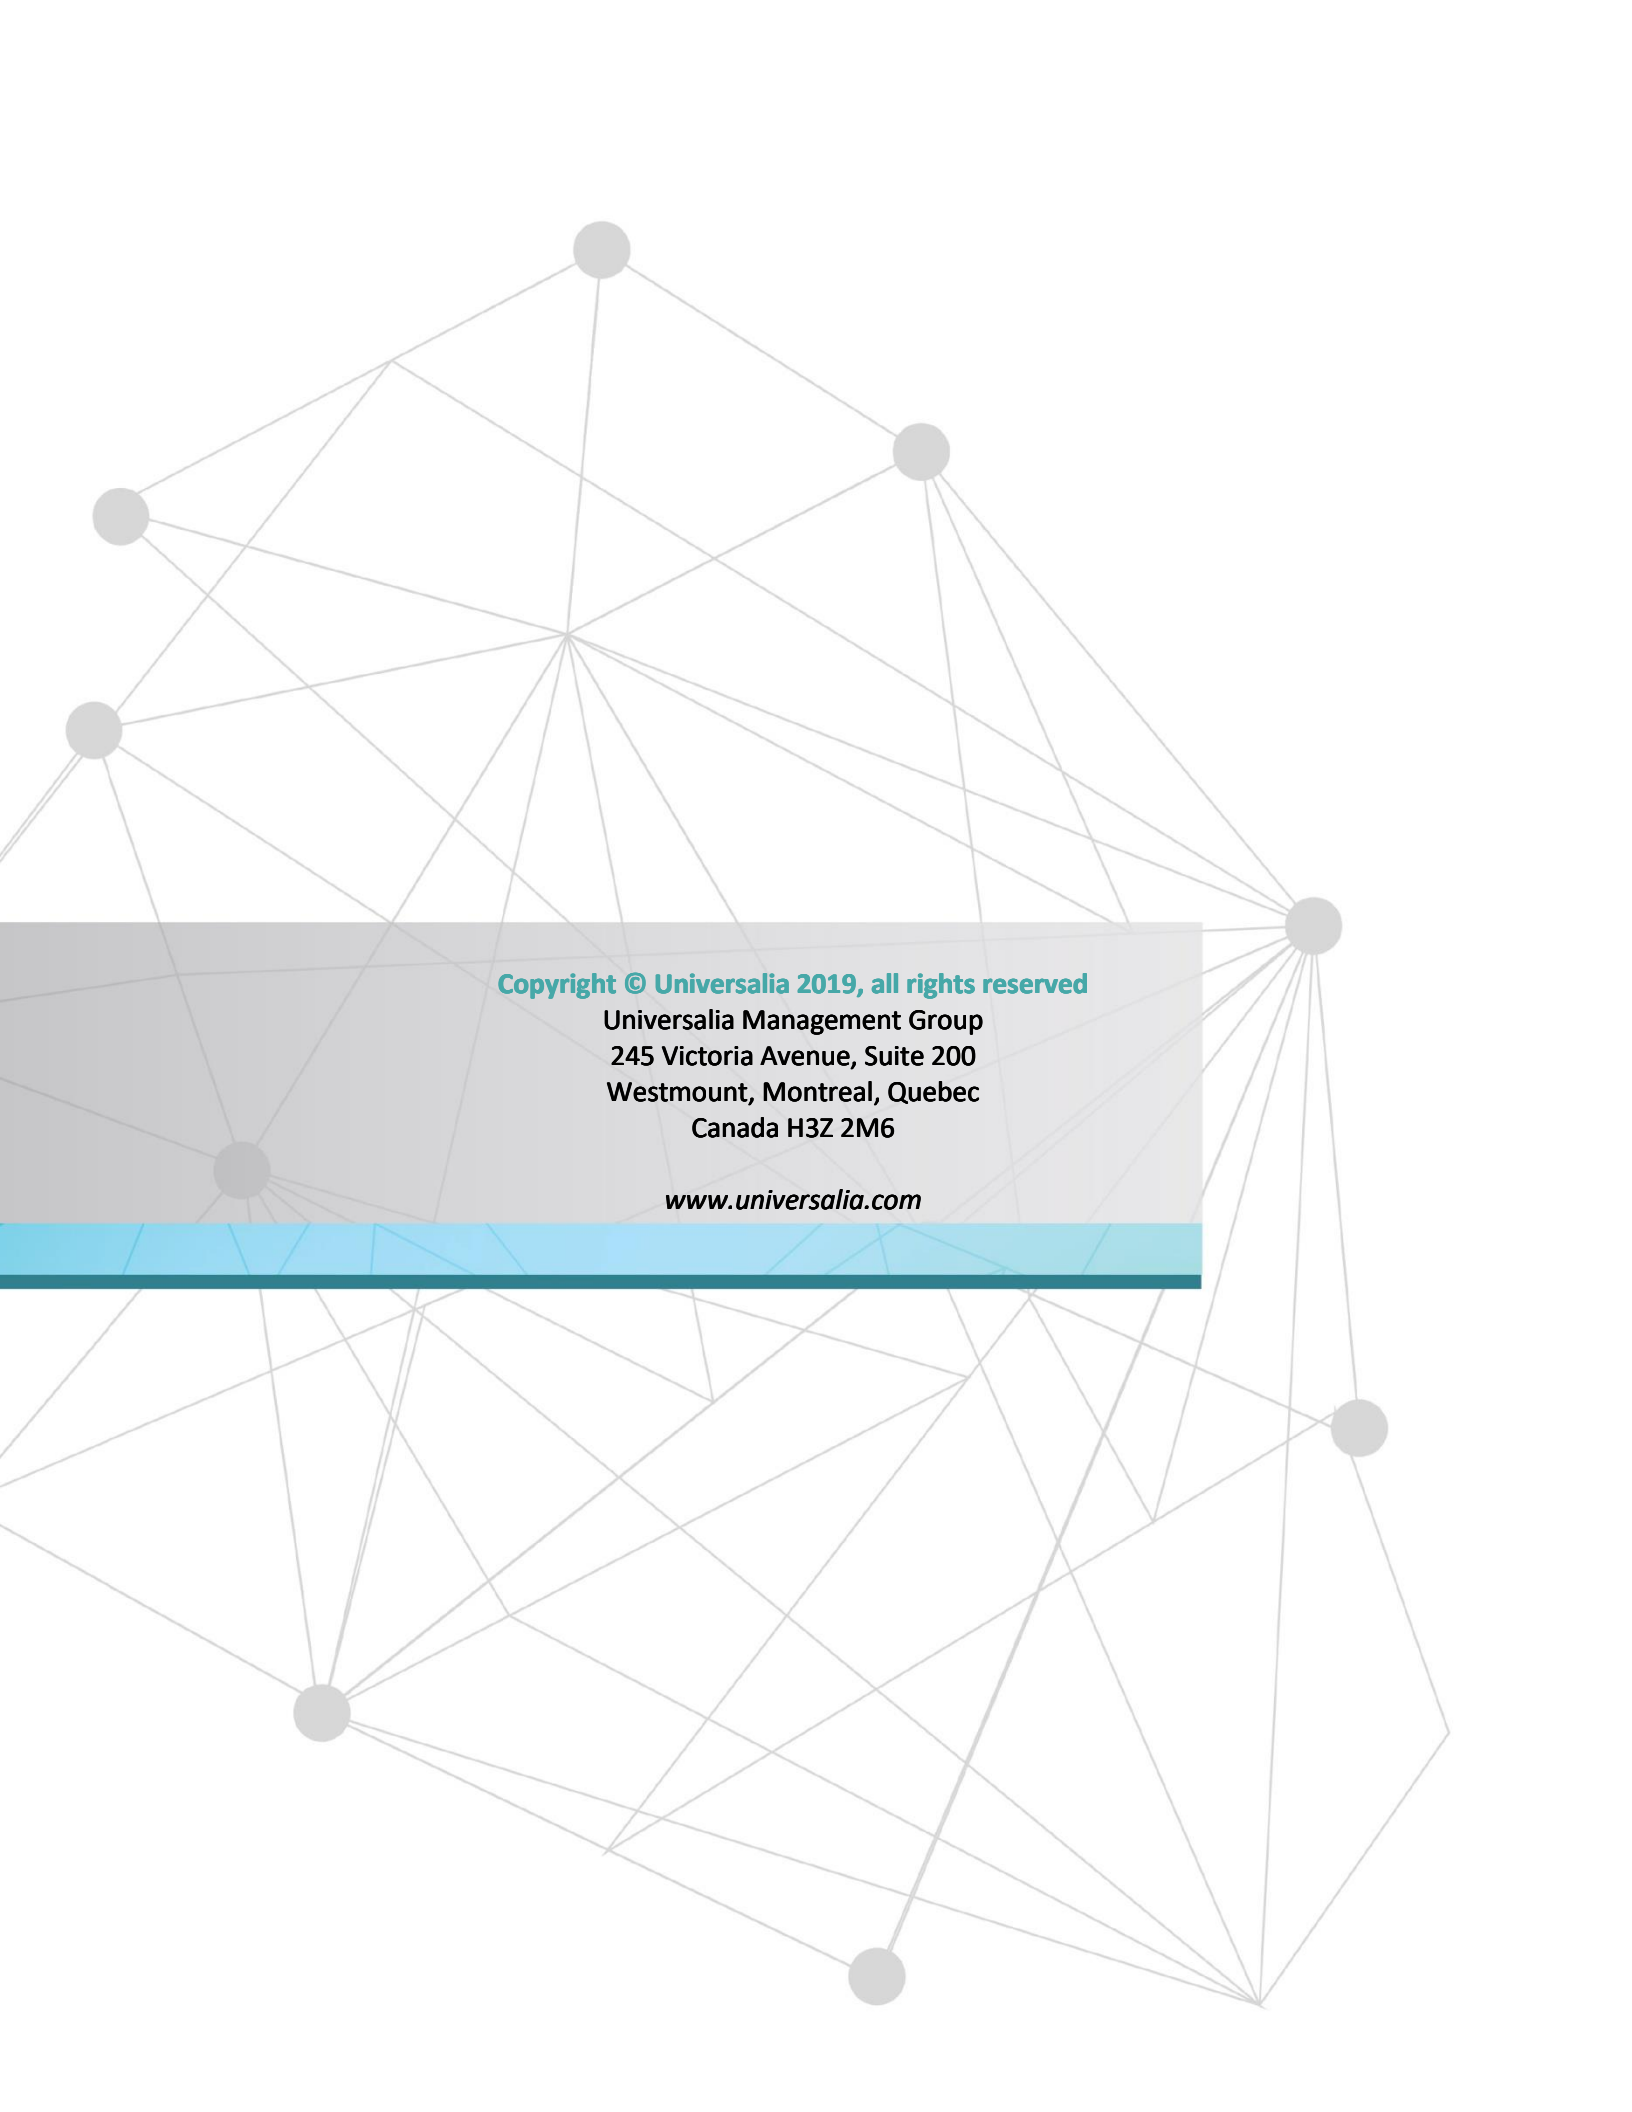 Copyright © Universalia 2019, all rights reserved
Universalia Management Group
245 Victoria Avenue, Suite 200
Westmount, Montreal, Quebec
Canada H3Z 2M6
www.universalia.com